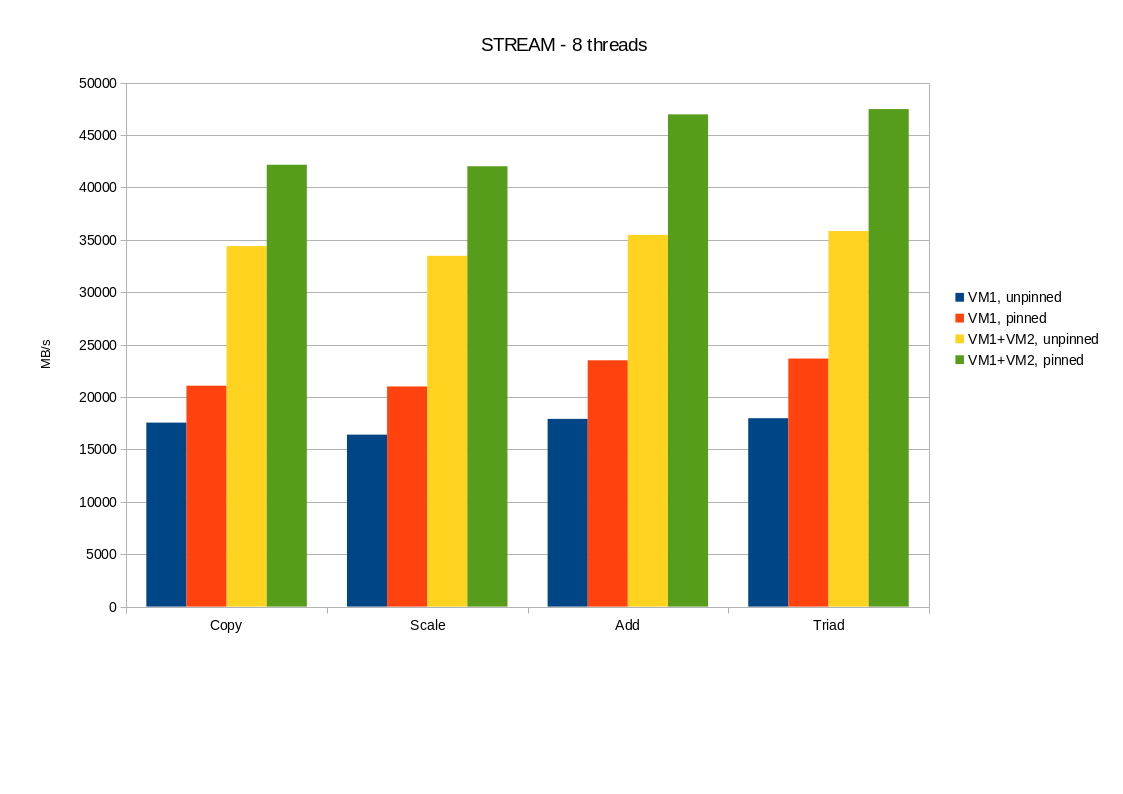 STREAM - 8 threads
50000
45000
40000
35000
30000
25000
20000
15000
10000
5000
0
MB/s
Copy Scale Add Triad
VM1, unpinned
VM1, pinned
VM1+VM2, unpinned
VM1+VM2, pinned